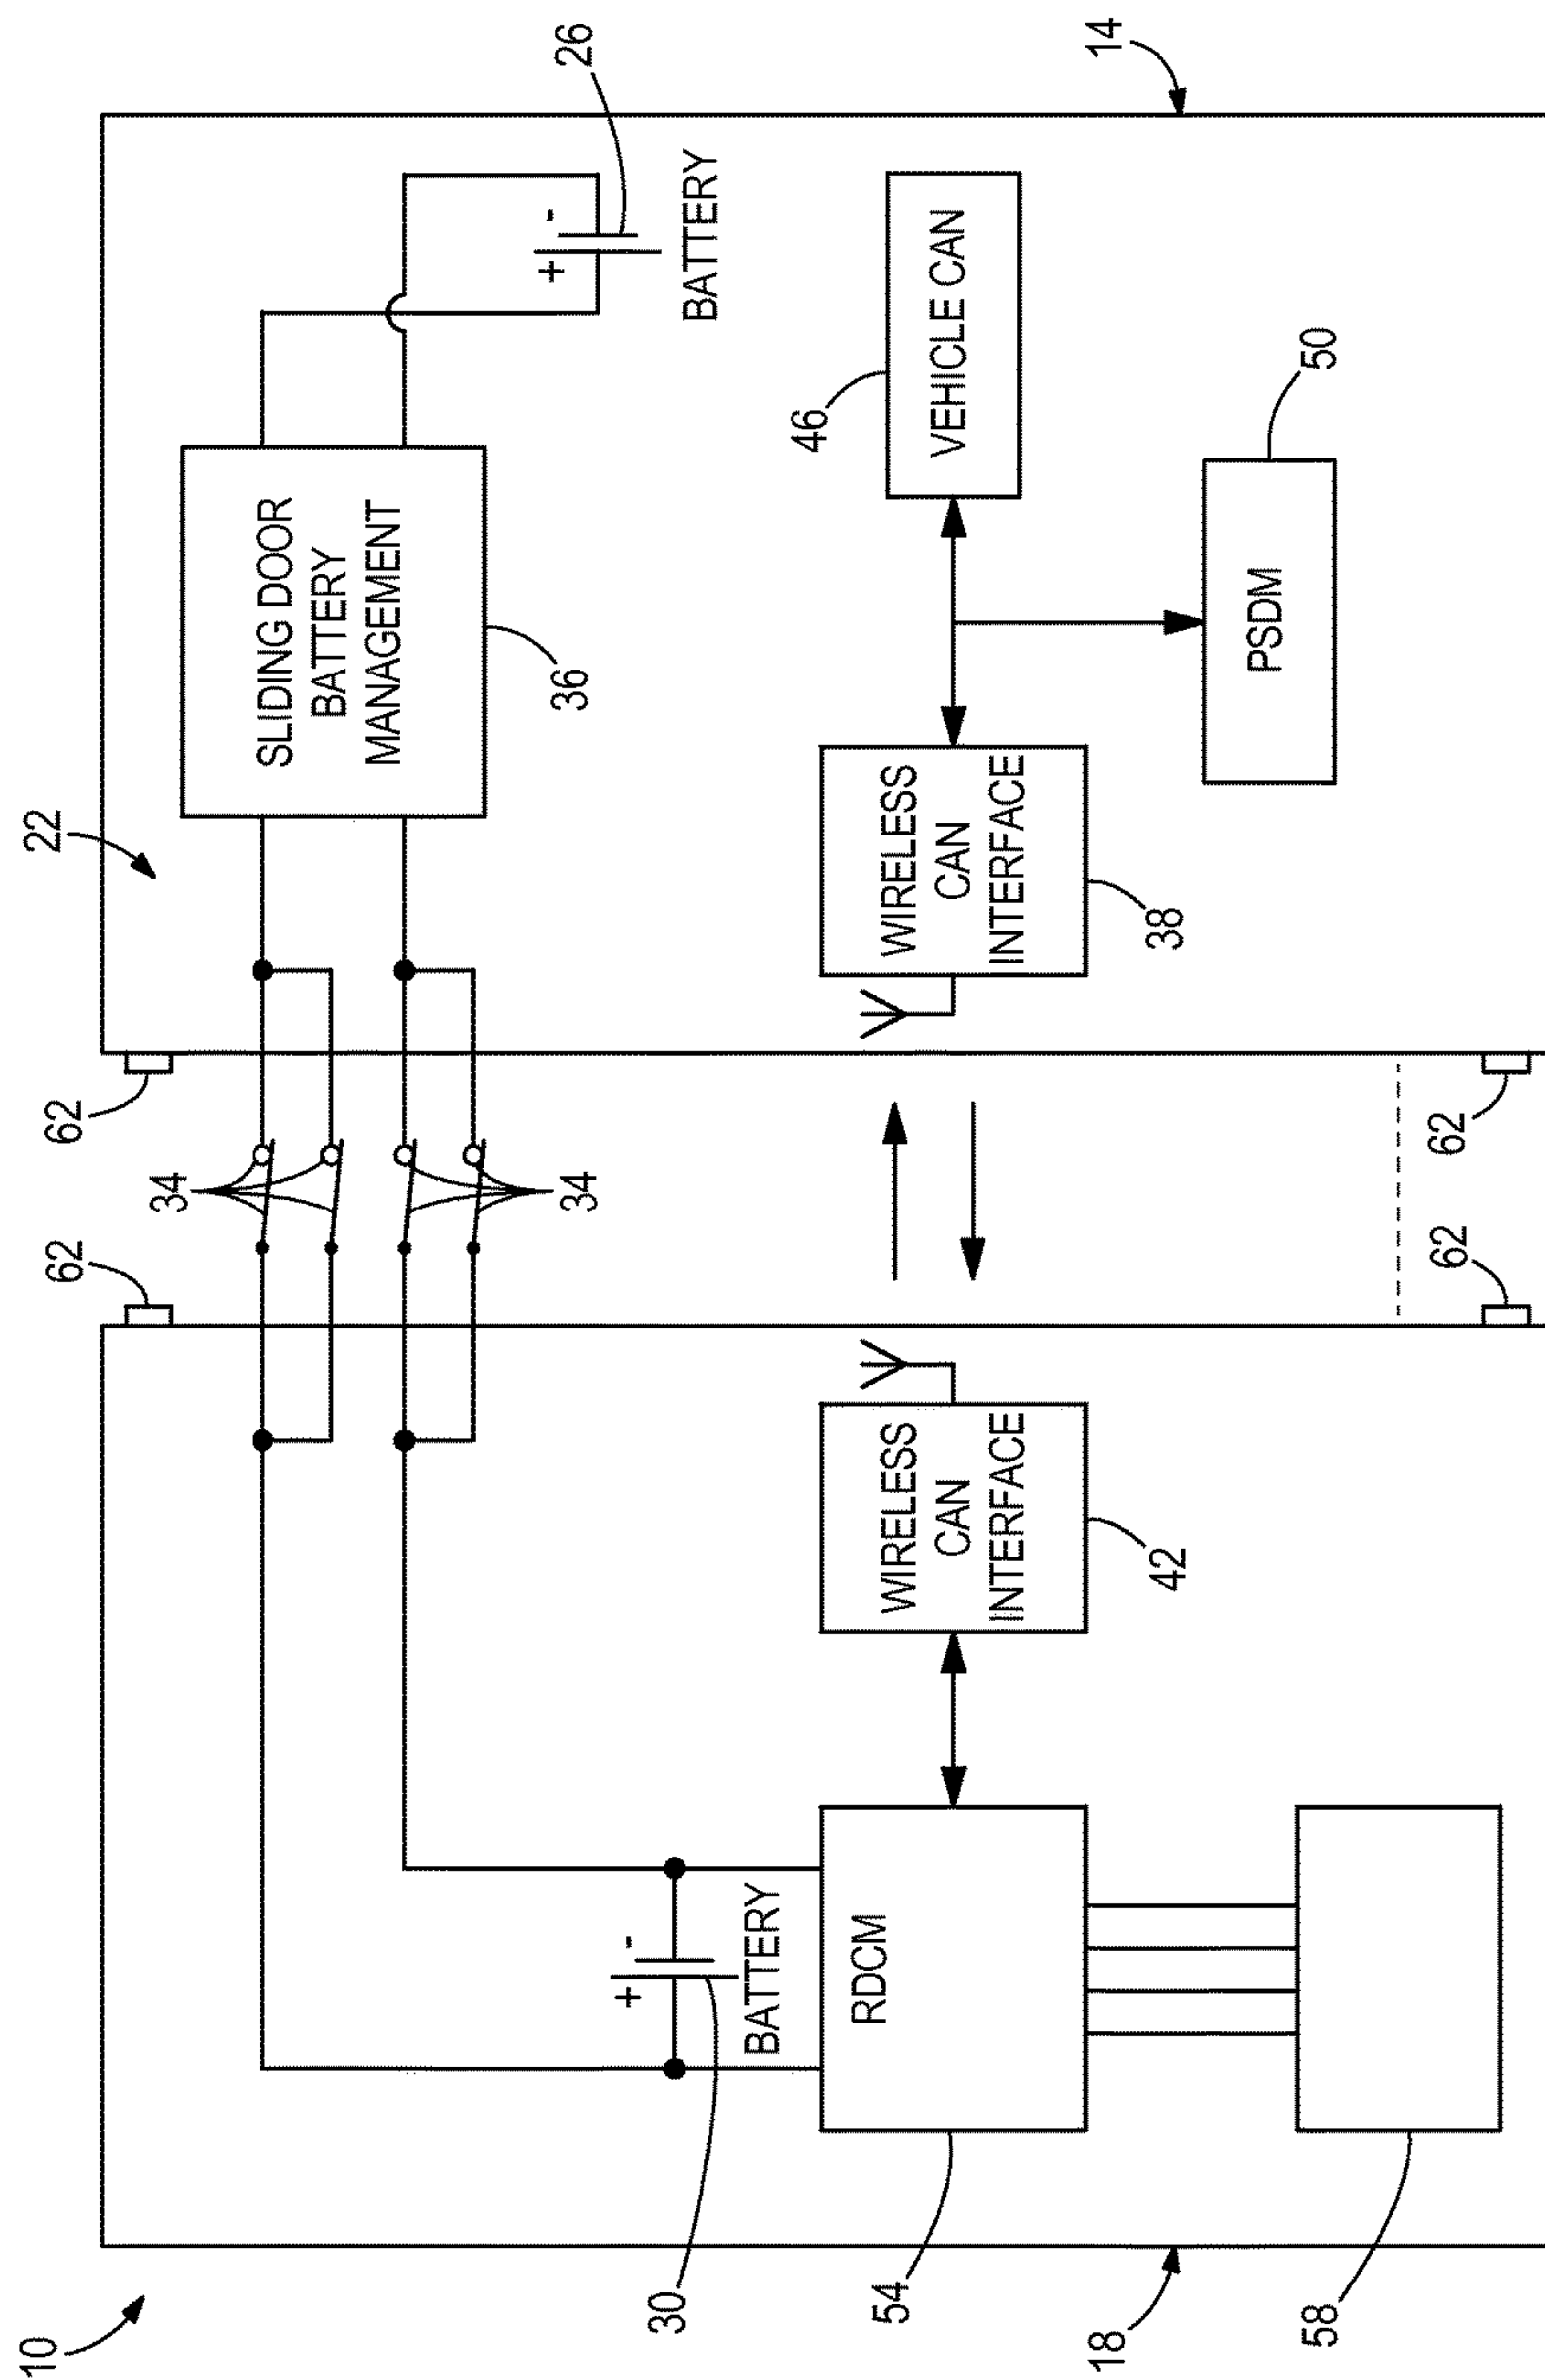 10
18
14
22
62
62
34
34
62
62
SLIDING DOOR
BATTERY
MANAGEMENT
36
+ -
BATTERY
26
+ -
BATTERY
30
RDCM
54
58
WIRELESS
CAN
INTERFACE
42
WIRELESS
CAN
INTERFACE
38
VEHICLE CAN
46
PSDM
50